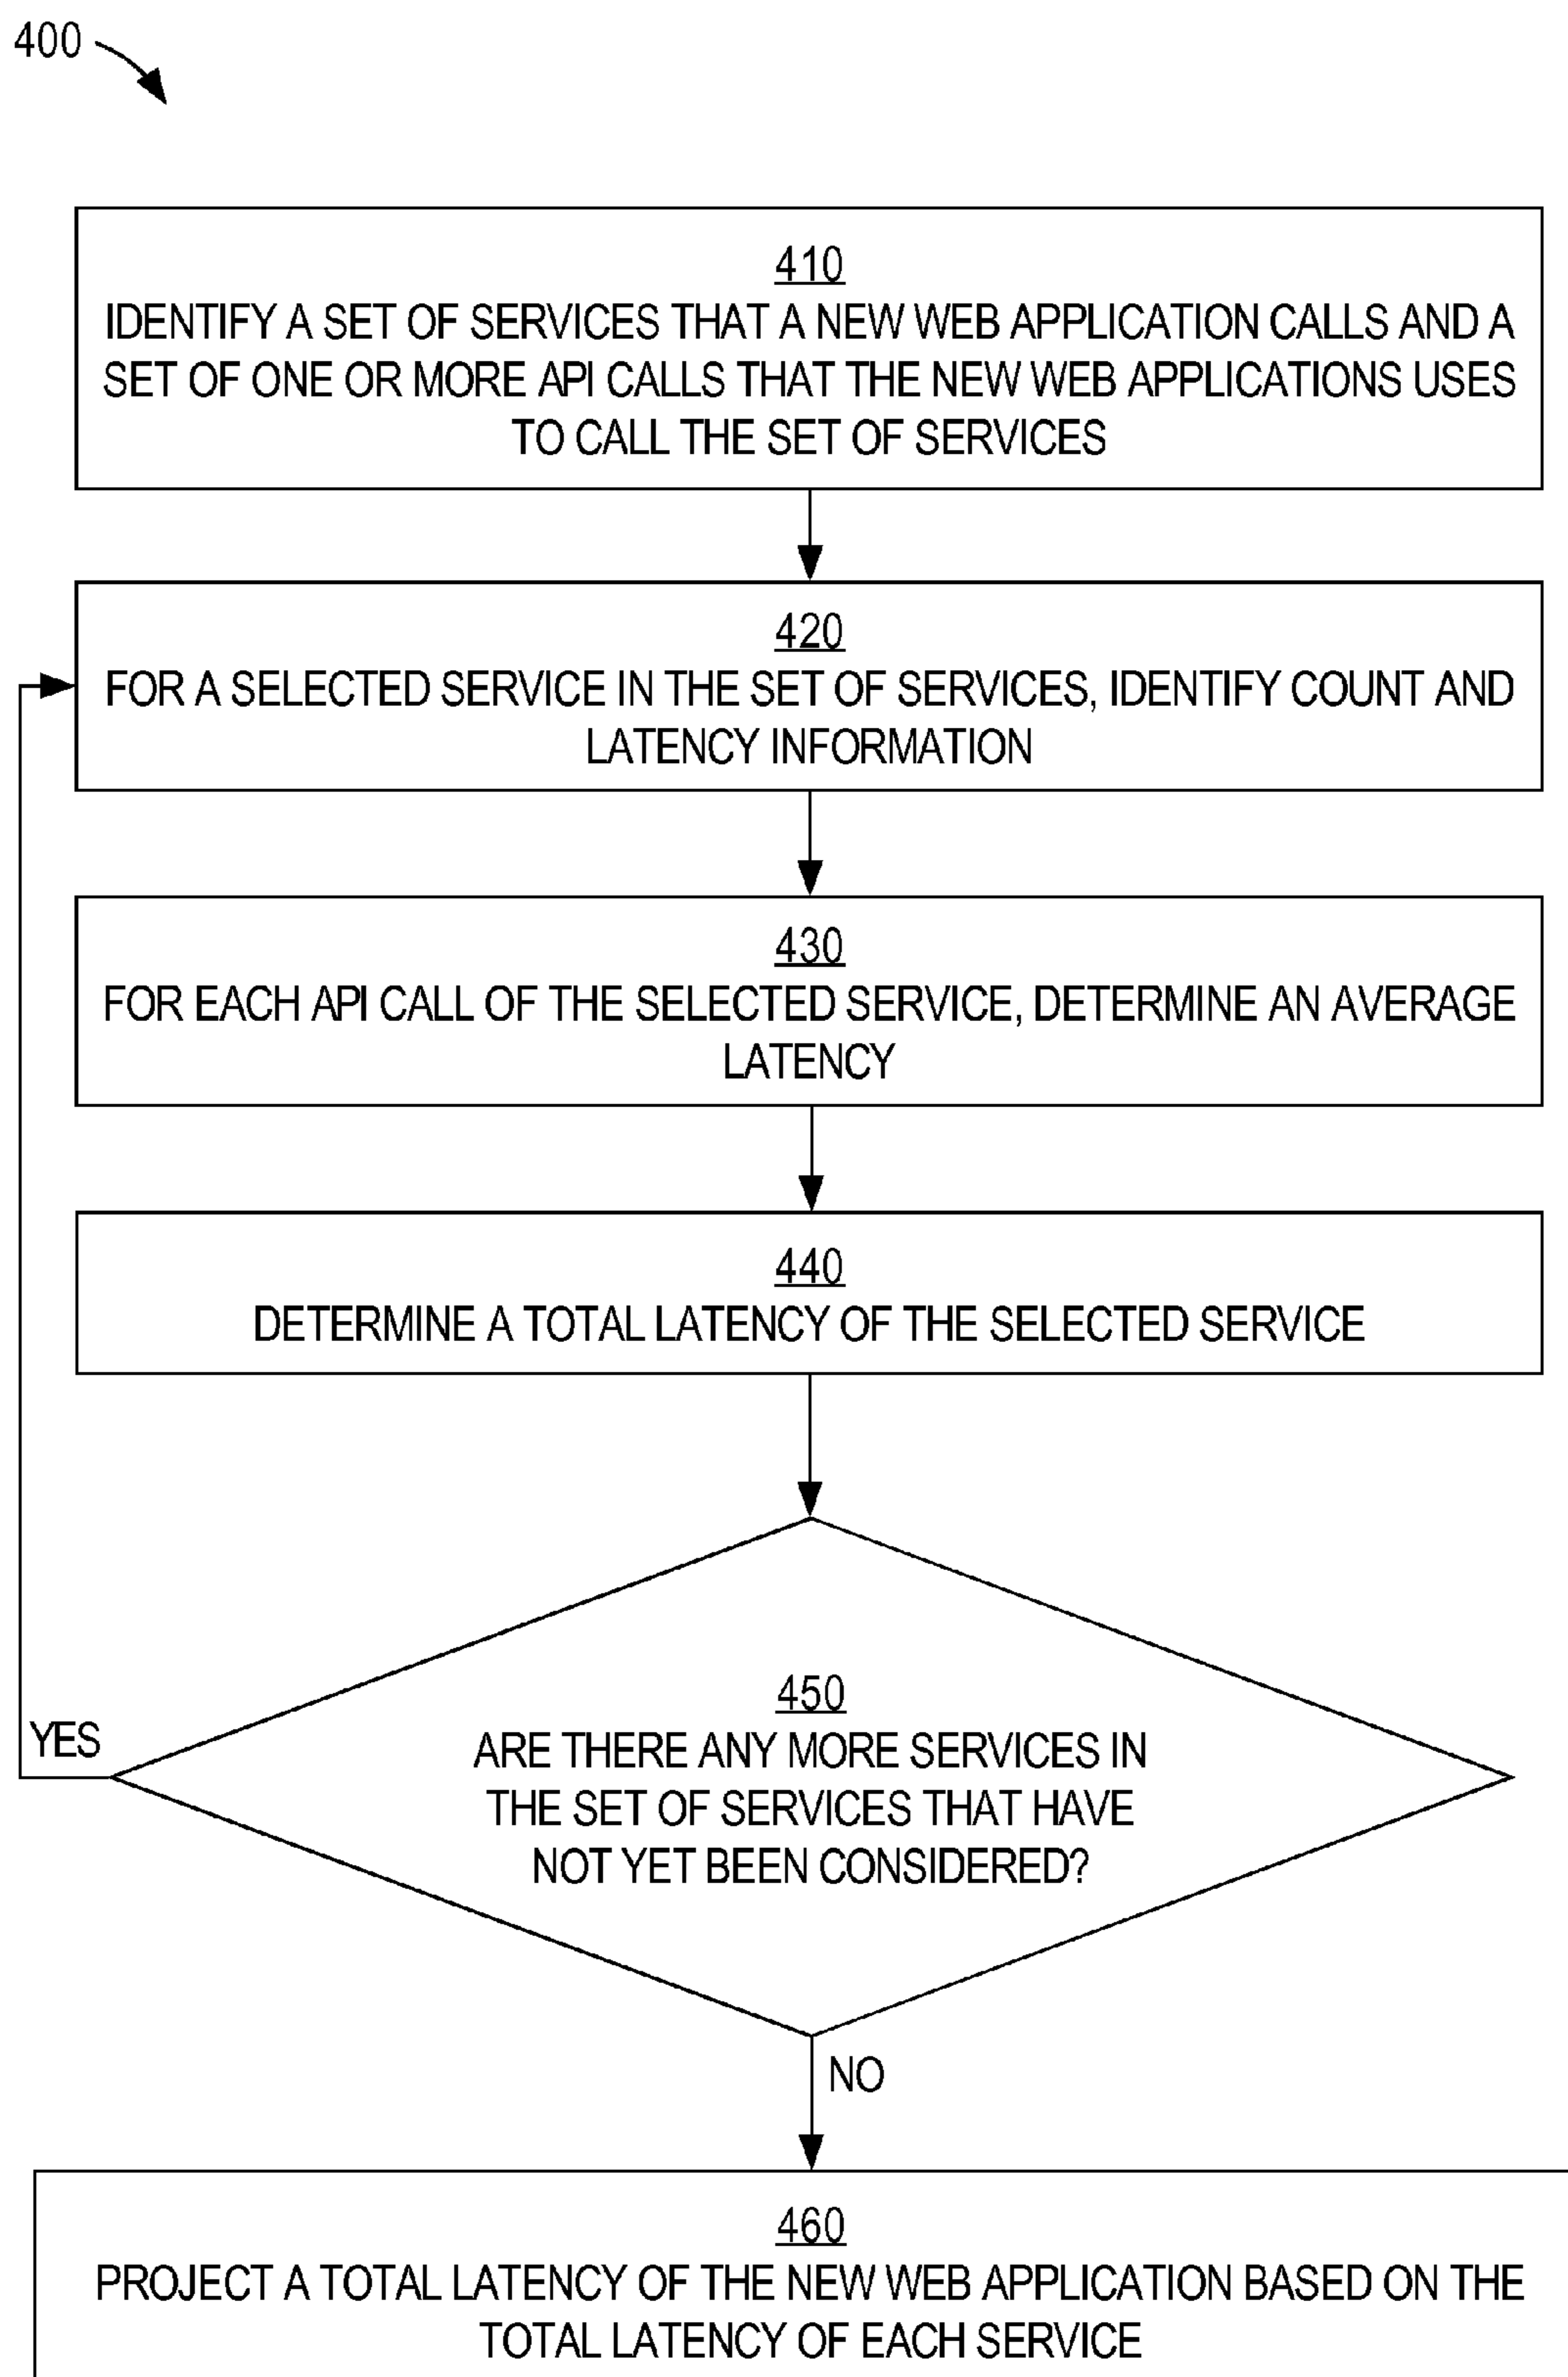 400
410
IDENTIFY A SET OF SERVICES THAT A NEW WEB APPLICATION CALLS AND A
SET OF ONE OR MORE API CALLS THAT THE NEW WEB APPLICATIONS USES
TO CALL THE SET OF SERVICES
420
FOR A SELECTED SERVICE IN THE SET OF SERVICES, IDENTIFY COUNT AND
LATENCY INFORMATION
430
FOR EACH API CALL OF THE SELECTED SERVICE, DETERMINE AN AVERAGE
LATENCY
440
DETERMINE A TOTAL LATENCY OF THE SELECTED SERVICE
450
ARE THERE ANY MORE SERVICES IN
THE SET OF SERVICES THAT HAVE
NOT YET BEEN CONSIDERED?
YES
NO
460
PROJECT A TOTAL LATENCY OF THE NEW WEB APPLICATION BASED ON THE
TOTAL LATENCY OF EACH SERVICE